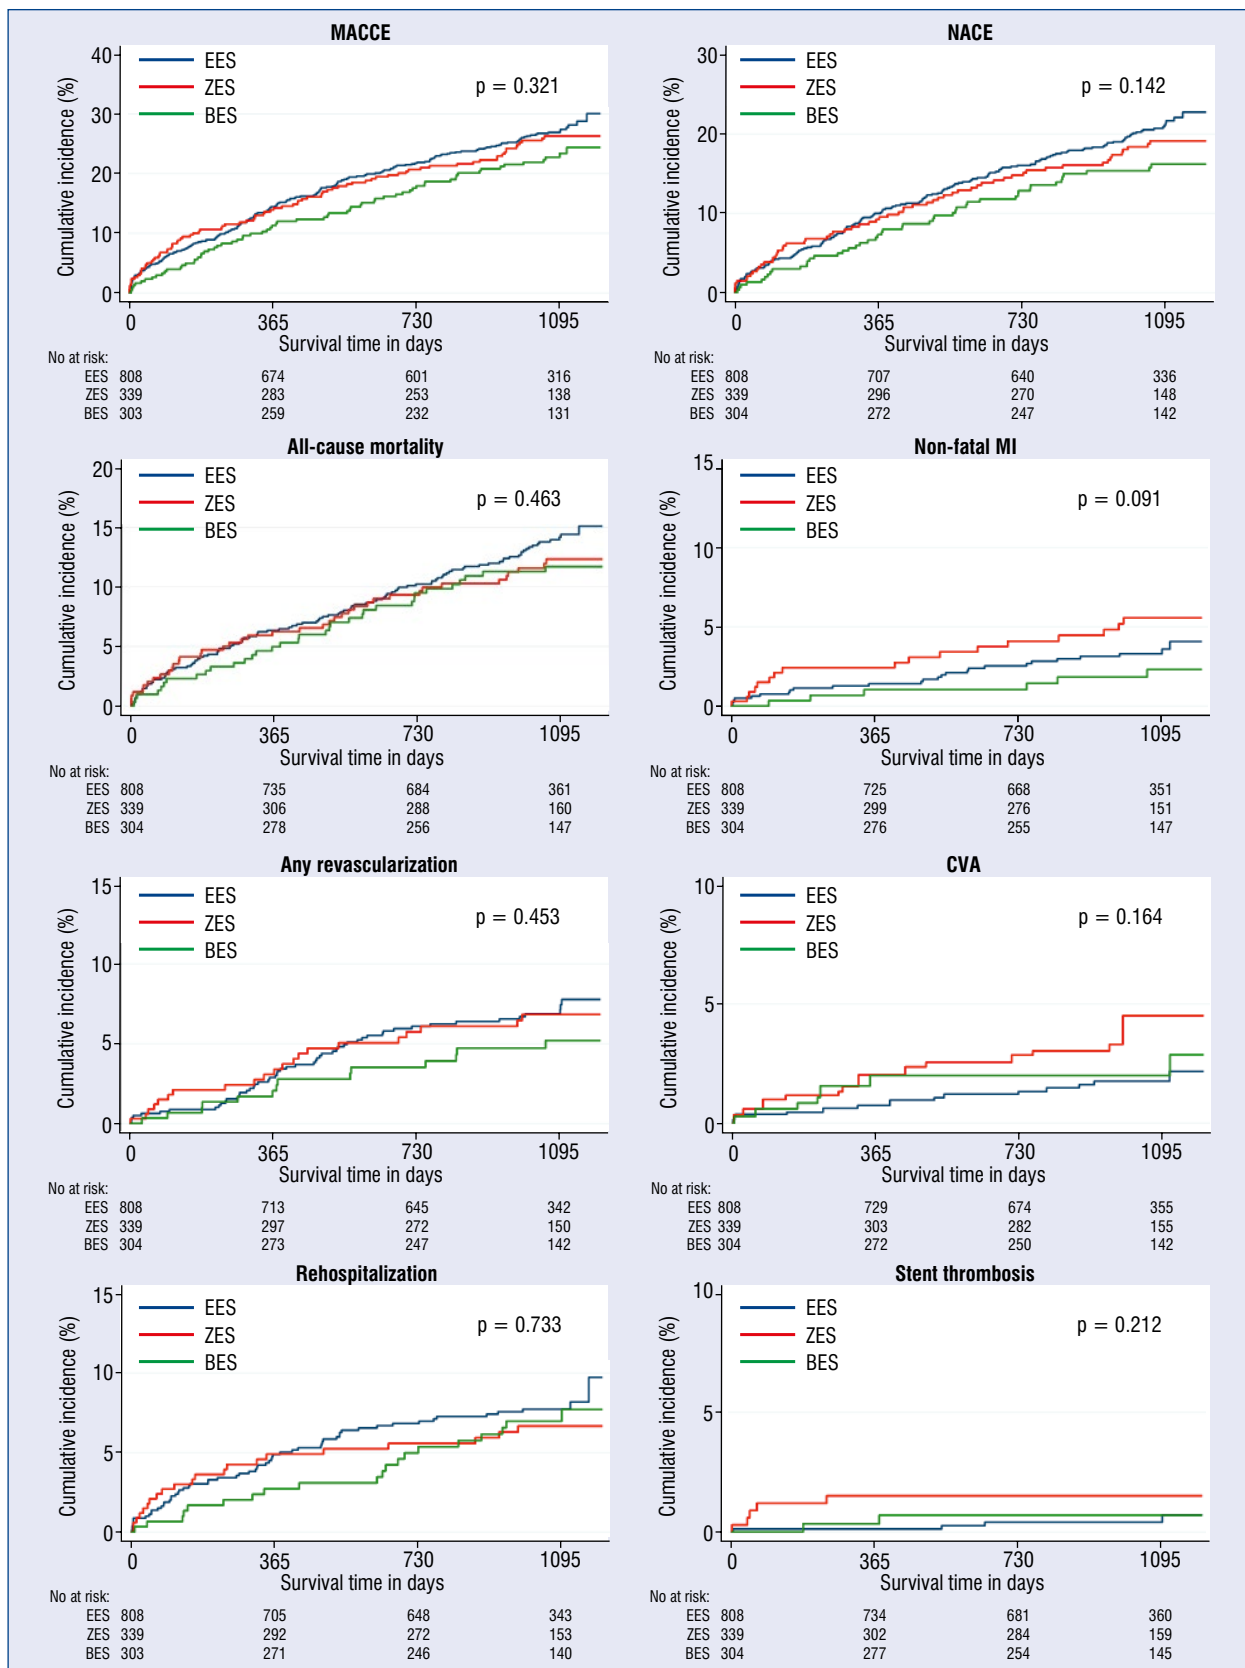 MACCE
40
30
20
10
0
Cumulative incidence (%)
EES
ZES
BES
p = 0.321
0 365 730 1095
Survival time in days
No at risk:
EES 808 674 601 316
ZES 339 283 253 138
BES 303 259 232 131
NACE
30
20
10
0
Cumulative incidence (%)
EES
ZES
BES
p = 0.142
0 365 730 1095
Survival time in days
No at risk:
EES 808 707 640 336
ZES 339 296 270 148
BES 304 272 247 142
All-cause mortality
20
15
10
5
0
Cumulative incidence (%)
EES
ZES
BES
p = 0.463
0 365 730 1095
Survival time in days
No at risk:
EES 808 735 684 361
ZES 339 306 288 160
BES 304 278 256 147
Non-fatal MI
15
10
5
0
Cumulative incidence (%)
EES
ZES
BES
p = 0.091
0 365 730 1095
Survival time in days
No at risk:
EES 808 725 668 351
ZES 339 299 276 151
BES 304 276 255 147
Any revascularization
15
10
5
0
Cumulative incidence (%)
EES
ZES
BES
p = 0.453
0 365 730 1095
Survival time in days
No at risk:
EES 808 713 645 342
ZES 339 297 272 150
BES 304 273 247 142
CVA
10
5
0
Cumulative incidence (%)
EES
ZES
BES
p = 0.164
0 365 730 1095
Survival time in days
No at risk:
EES 808 729 674 355
ZES 339 303 282 155
BES 304 272 250 142
Rehospitalization
15
10
5
0
Cumulative incidence (%)
EES
ZES
BES
p = 0.733
0 365 730 1095
Survival time in days
No at risk:
EES 808 705 648 343
ZES 339 292 272 153
BES 303 271 246 140
Stent thrombosis
10
5
0
Cumulative incidence (%)
EES
ZES
BES
p = 0.212
0 365 730 1095
Survival time in days
No at risk:
EES 808 734 681 360
ZES 339 302 284 159
BES 304 277 254 145